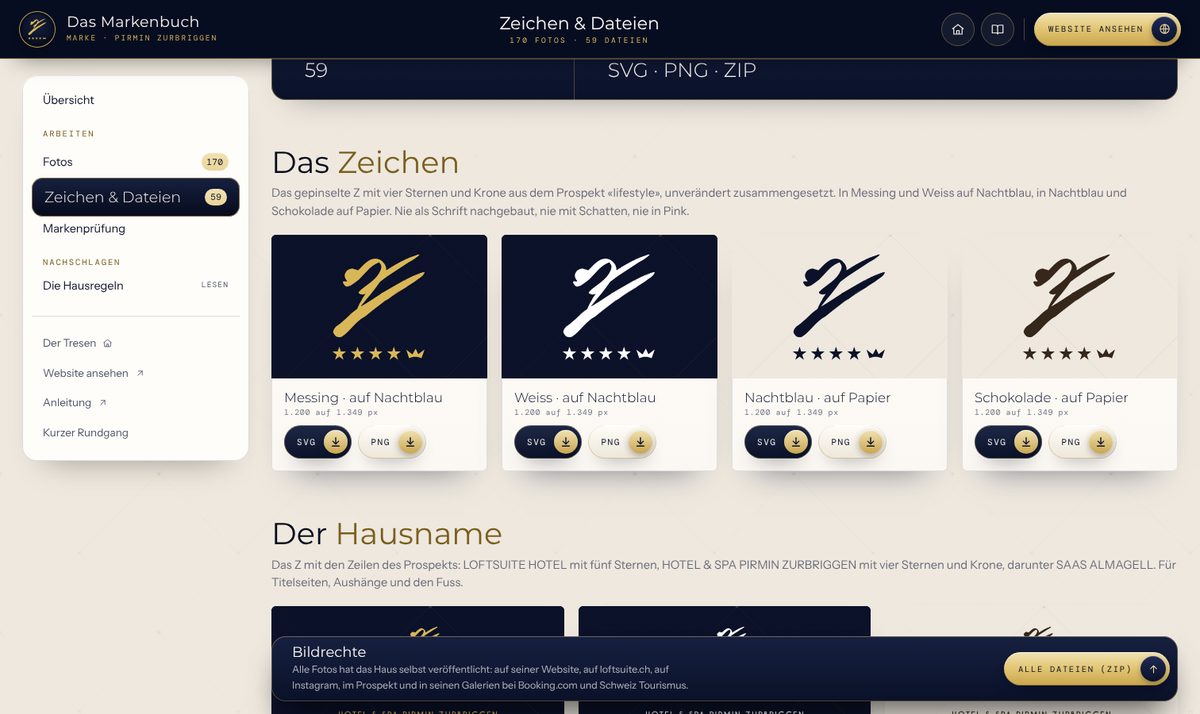 Das Markenbuch
MARKE · PIRMIN ZURBRIGGEN
Zeichen & Dateien
170 FOTOS · 59 DATEIEN
WEBSITE ANSEHEN
Übersicht
ARBEITEN
Fotos 170
Zeichen & Dateien 59
Markenprüfung
NACHSCHLAGEN
Die Hausregeln LESEN
Der Tresen
Website ansehen ↗
Anleitung ↗
Kurzer Rundgang
59
SVG · PNG · ZIP
Das Zeichen
Das gepinselte Z mit vier Sternen und Krone aus dem Prospekt «lifestyle», unverändert zusammengesetzt. In Messing und Weiss auf Nachtblau, in Nachtblau und
Schokolade auf Papier. Nie als Schrift nachgebaut, nie mit Schatten, nie in Pink.
Messing · auf Nachtblau
1.200 auf 1.349 px
SVG PNG
Weiss · auf Nachtblau
1.200 auf 1.349 px
SVG PNG
Nachtblau · auf Papier
1.200 auf 1.349 px
SVG PNG
Schokolade · auf Papier
1.200 auf 1.349 px
SVG PNG
Der Hausname
Das Z mit den Zeilen des Prospekts: LOFTSUITE HOTEL mit fünf Sternen, HOTEL & SPA PIRMIN ZURBRIGGEN mit vier Sternen und Krone, darunter SAAS ALMAGELL. Für
Titelseiten, Aushänge und den Fuss.
Bildrechte
Alle Fotos hat das Haus selbst veröffentlicht: auf seiner Website, auf loftsuite.ch, auf
Instagram, im Prospekt und in seinen Galerien bei Booking.com und Schweiz Tourismus.
ALLE DATEIEN (ZIP)